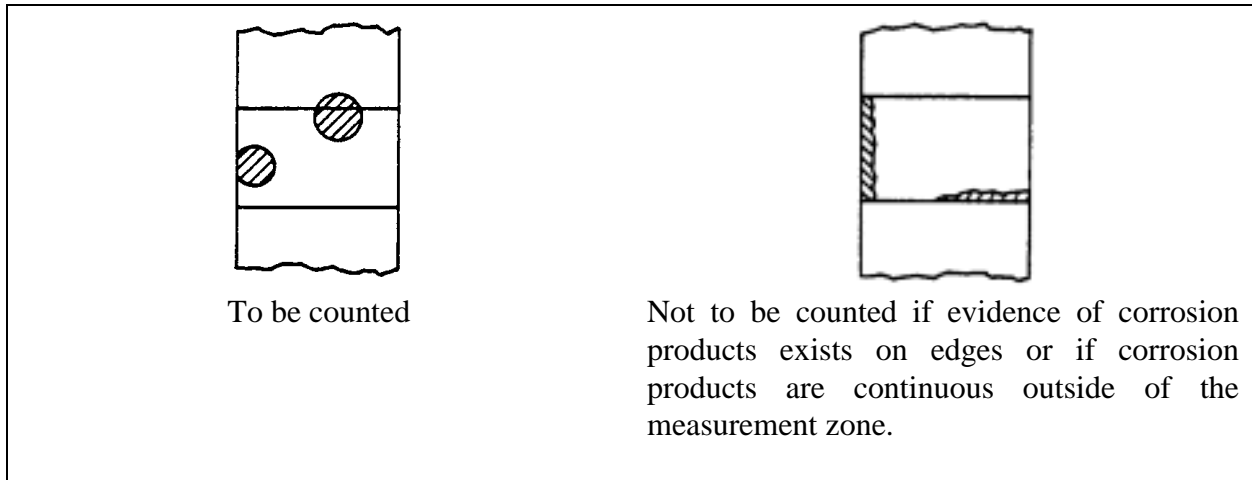 To be counted
Not to be counted if evidence of corrosion
products exists on edges or if corrosion
products are continuous outside of the
measurement zone.